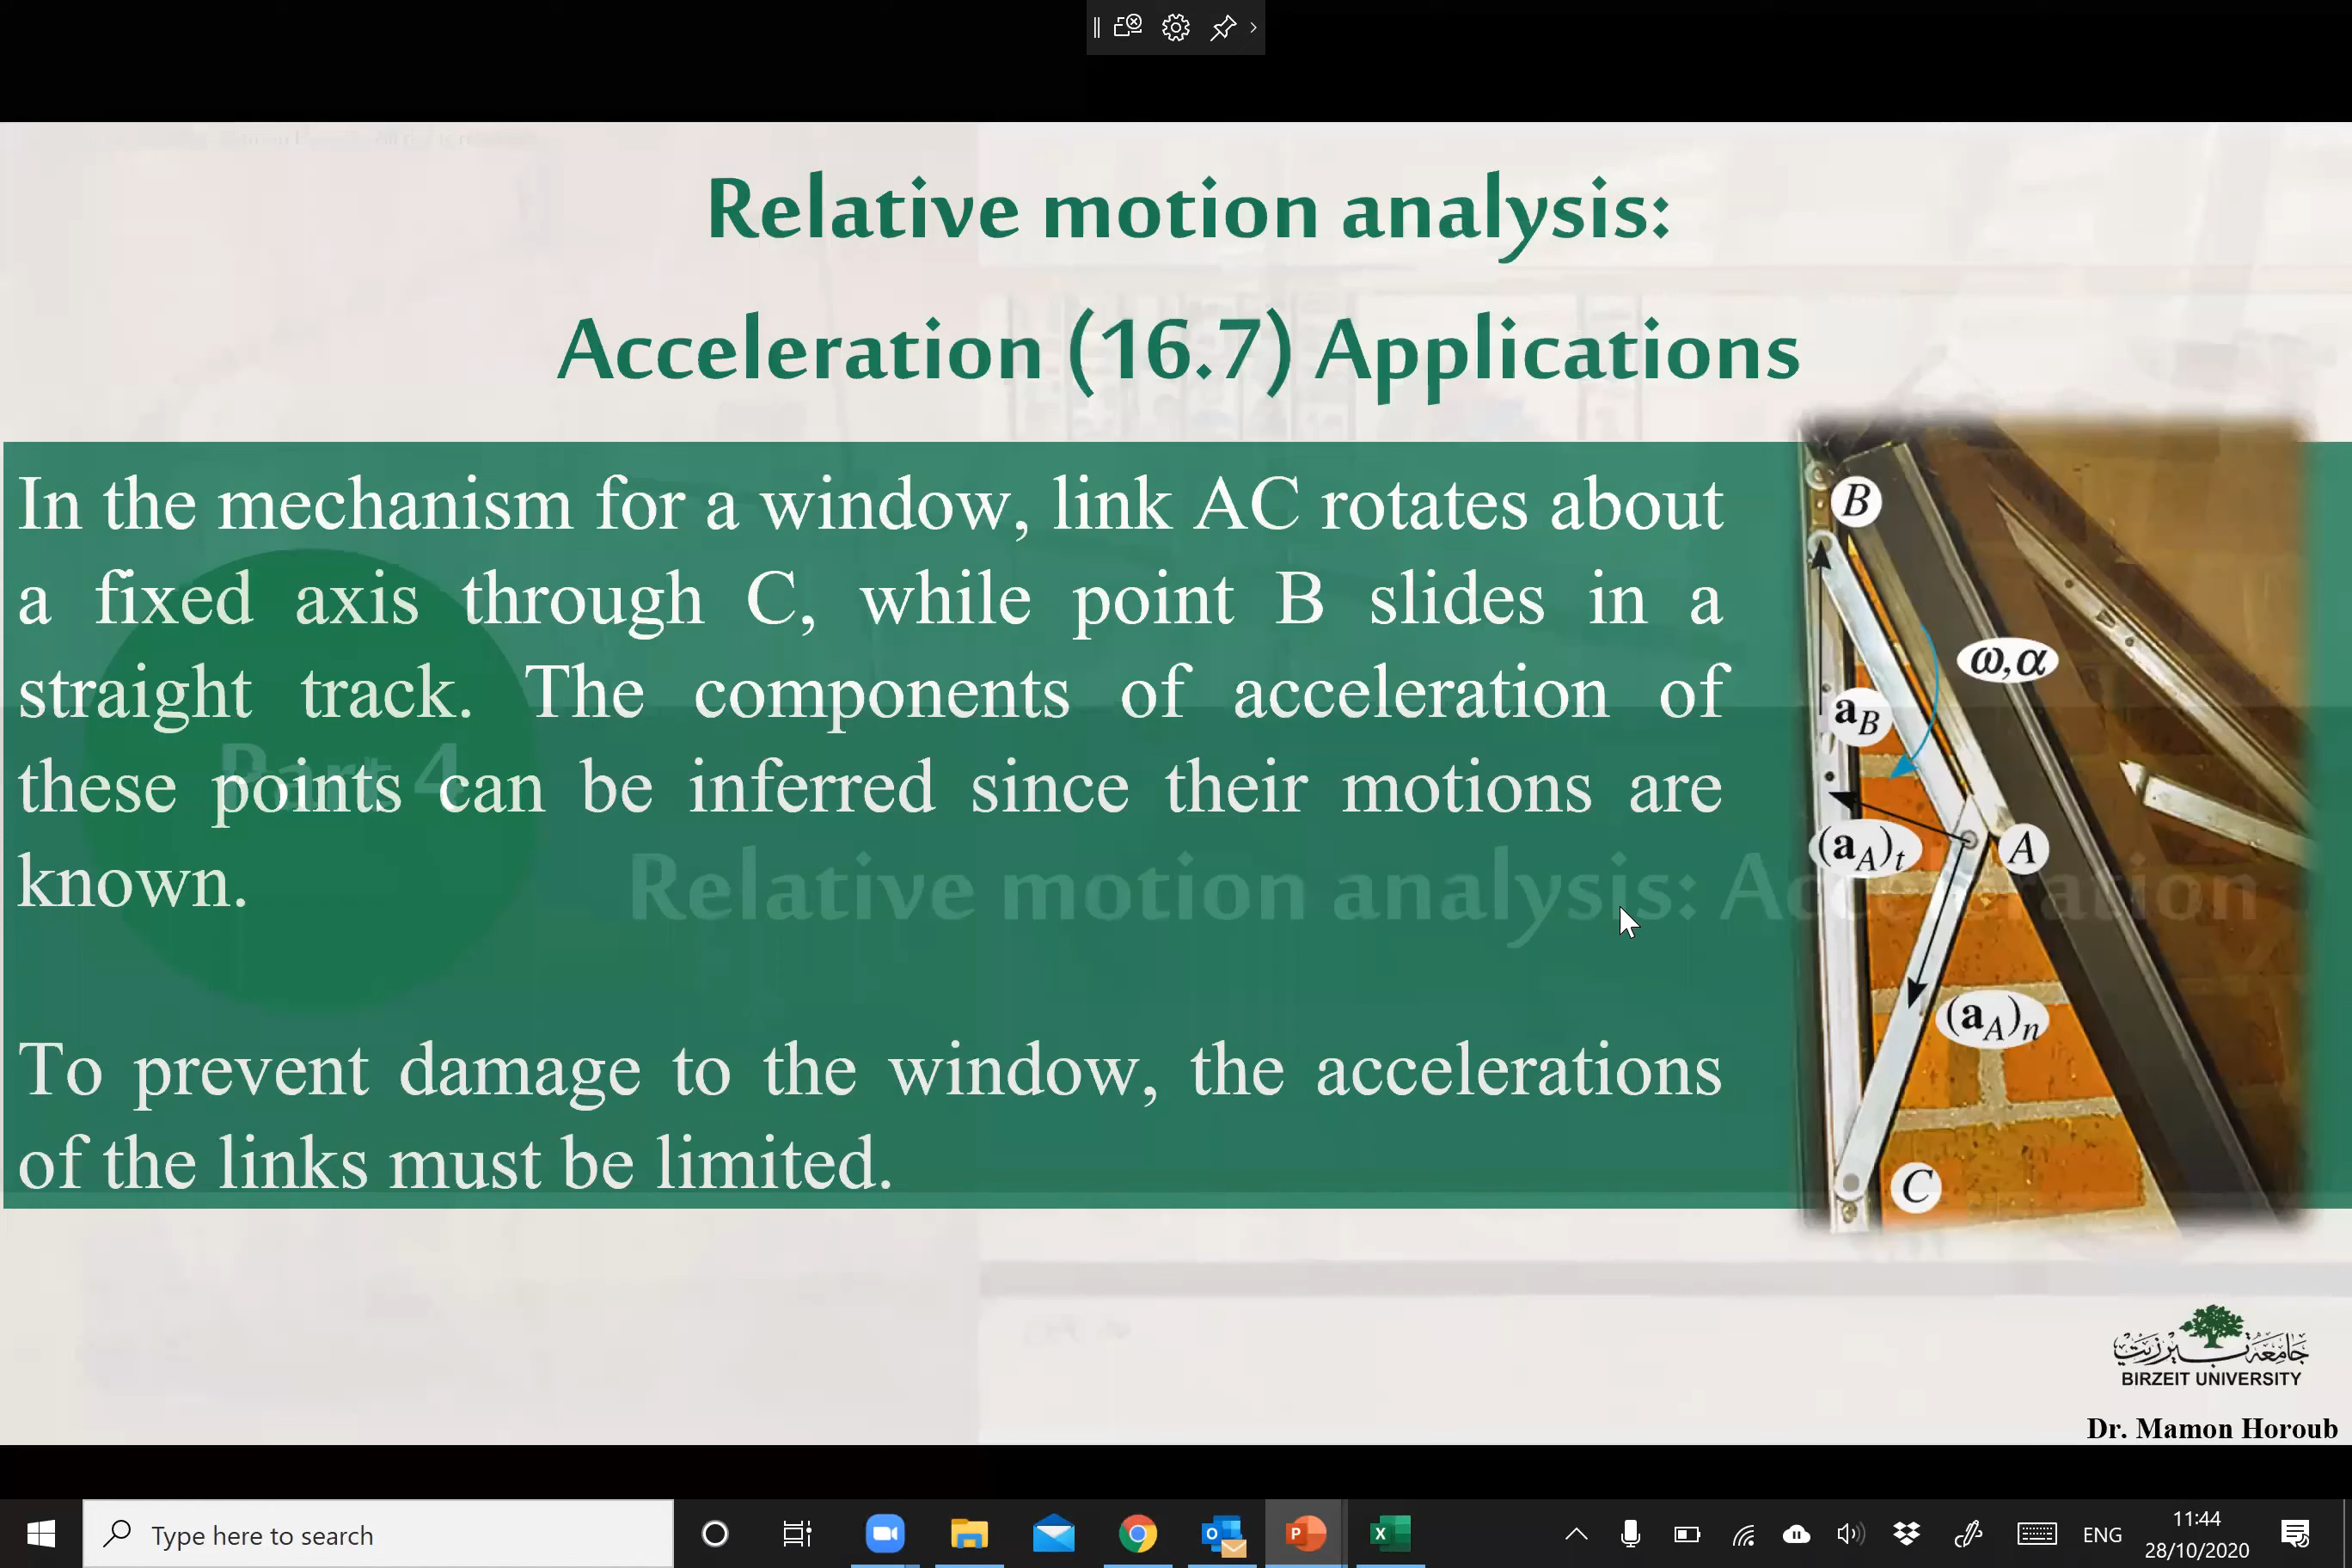 Relative motion analysis:
Acceleration (16.7) Applications
In the mechanism for a window, link AC rotates about
a fixed axis through C, while point B slides in a
straight track. The components of acceleration of
these points can be inferred since their motions are
known.
To prevent damage to the window, the accelerations
of the links must be limited.
Part 4
Relative motion analysis: Acceleration
B
ω, α
a_B
(a_A)_t
A
(a_A)_n
C
جامعة بيرزيت
BIRZEIT UNIVERSITY
Dr. Mamon Horoub
Type here to search
ENG
11:44
28/10/2020